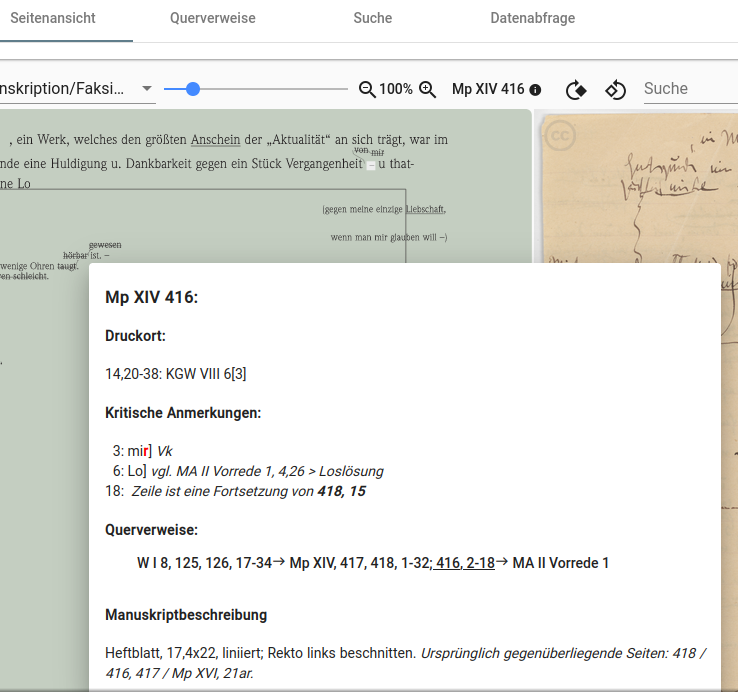 Seitenansicht Querverweise Suche Datenabfrage
nskription/Faksi... 100% Mp XIV 416 Suche
, ein Werk, welches den größten Anschein der „Aktualität“ an sich trägt, war im
von mir
nde eine Huldigung u. Dankbarkeit gegen ein Stück Vergangenheit – u that-
ne Lo
(gegen meine einzige Liebschaft,
wenn man mir glauben will –)
gewesen
hörbar ist. –
wenige Ohren taugt.
en schleicht.
Mp XIV 416:
Druckort:
14,20-38: KGW VIII 6[3]
Kritische Anmerkungen:
3: mir] Vk
6: Lo] vgl. MA II Vorrede 1, 4,26 > Loslösung
18: Zeile ist eine Fortsetzung von 418, 15
Querverweise:
W I 8, 125, 126, 17-34→ Mp XIV, 417, 418, 1-32; 416, 2-18→ MA II Vorrede 1
Manuskriptbeschreibung
Heftblatt, 17,4x22, liniiert; Rekto links beschnitten. Ursprünglich gegenüberliegende Seiten: 418 /
416, 417 / Mp XVI, 21ar.
cc